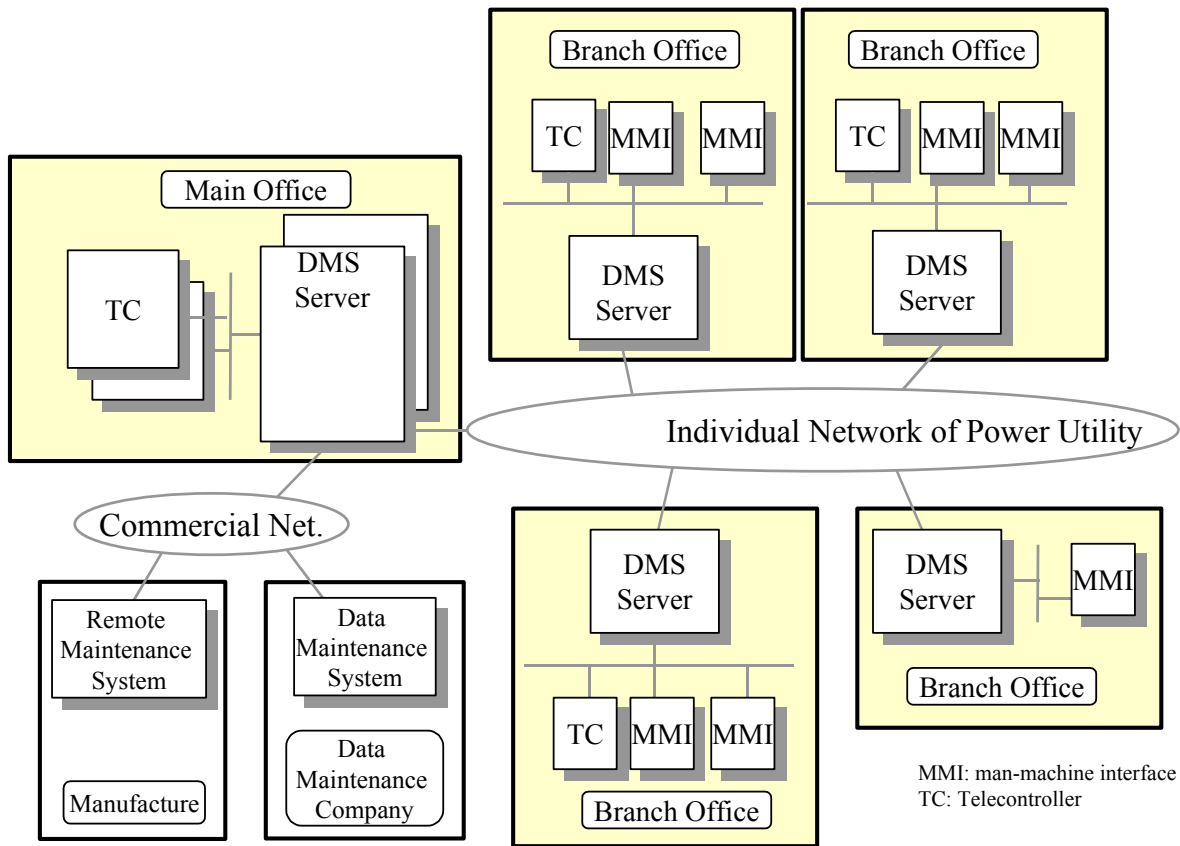 Branch Office
TC
MMI
MMI
DMS
Server
Branch Office
TC
MMI
MMI
DMS
Server
Main Office
TC
DMS
Server
Individual Network of Power Utility
Commercial Net.
Remote
Maintenance
System
Manufacture
Data
Maintenance
System
Data
Maintenance
Company
DMS
Server
TC
MMI
MMI
Branch Office
DMS
Server
MMI
Branch Office
MMI: man-machine interface
TC: Telecontroller